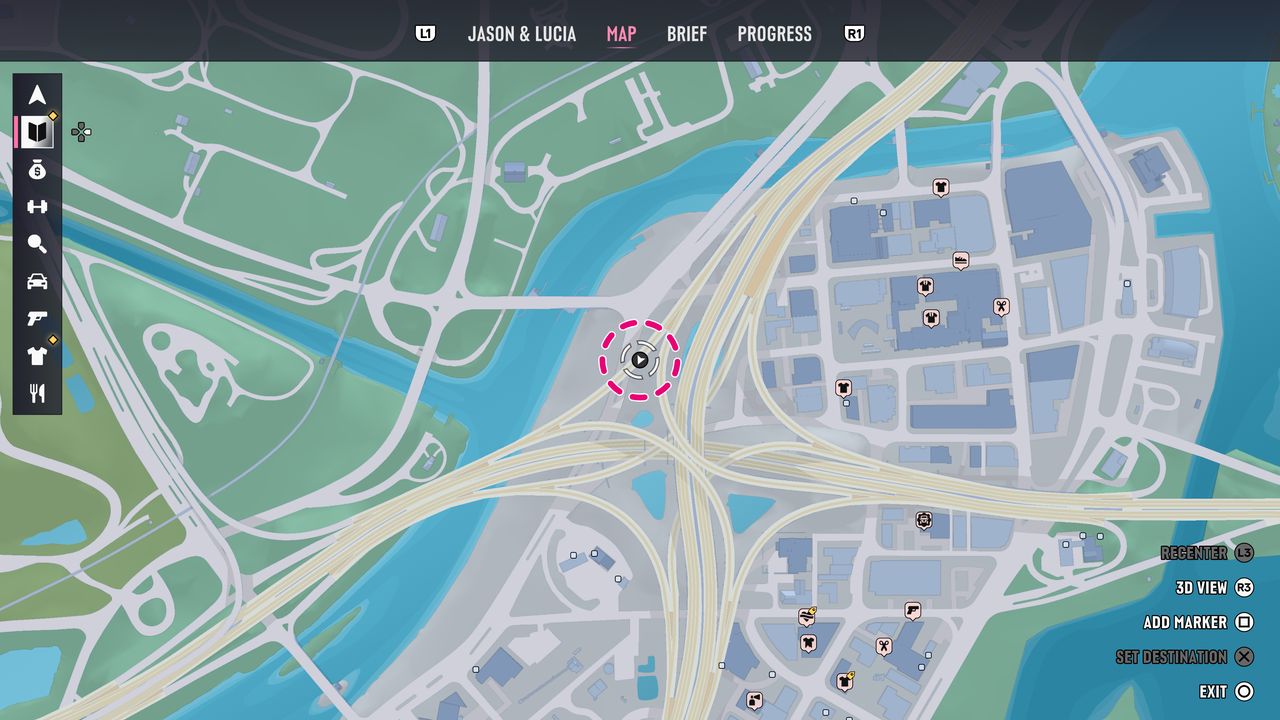 L1 JASON & LUCIA MAP BRIEF PROGRESS R1
RECENTER L3
3D VIEW R3
ADD MARKER
SET DESTINATION
EXIT